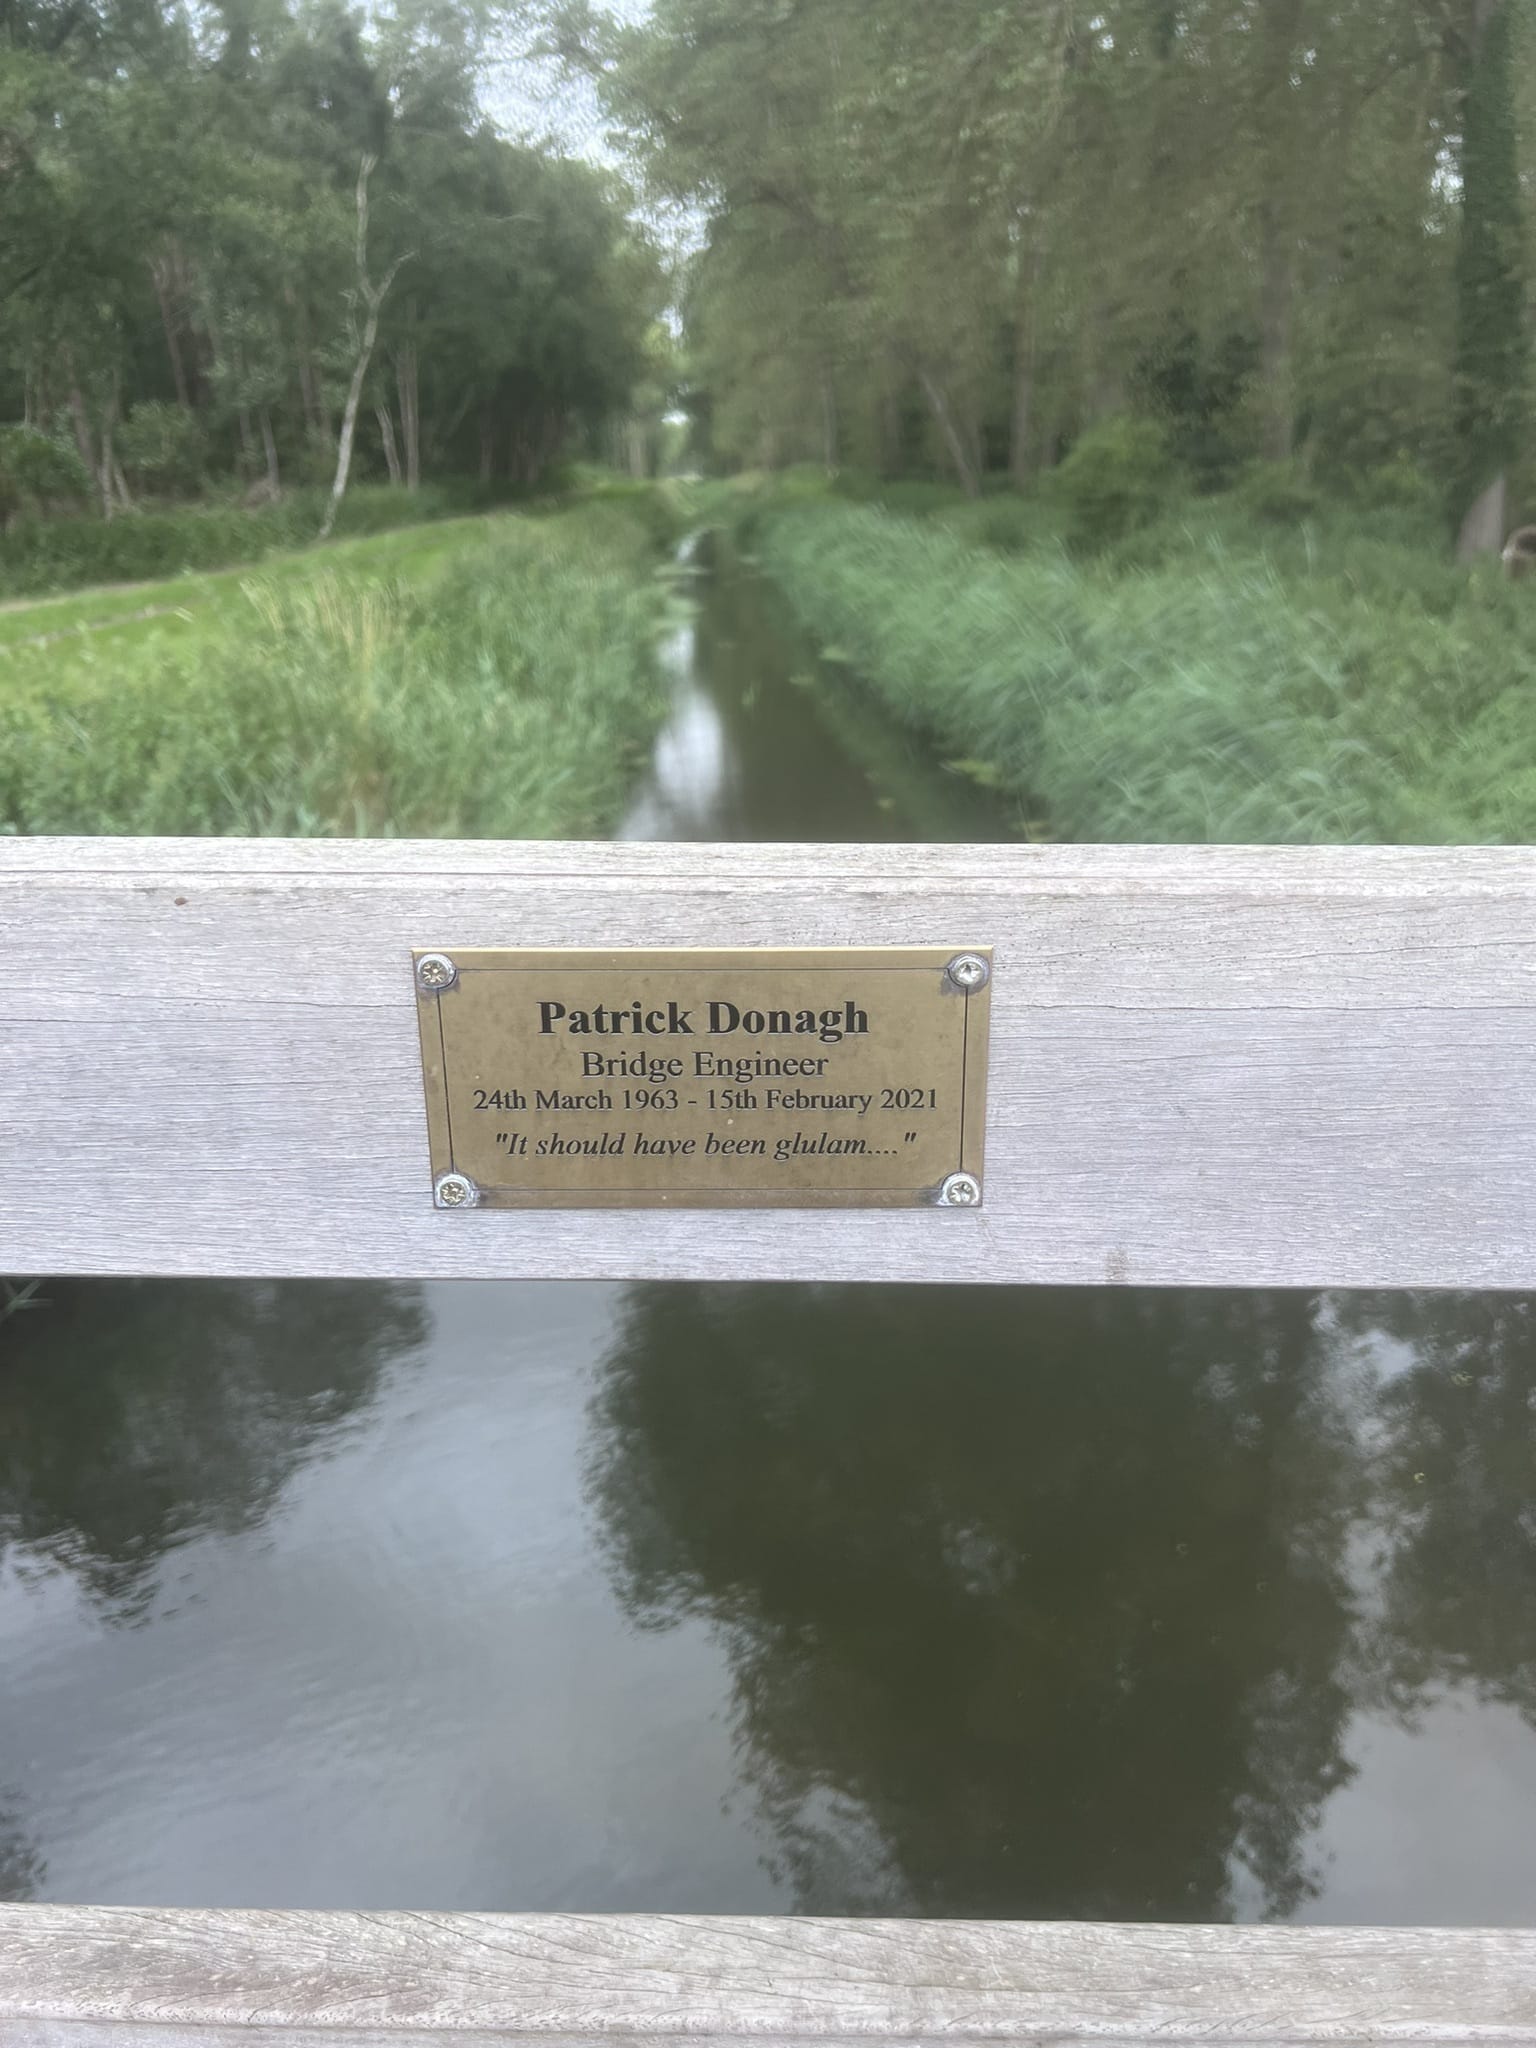 Patrick Donagh
Bridge Engineer
24th March 1963 - 15th February 2021
"It should have been glulam...."